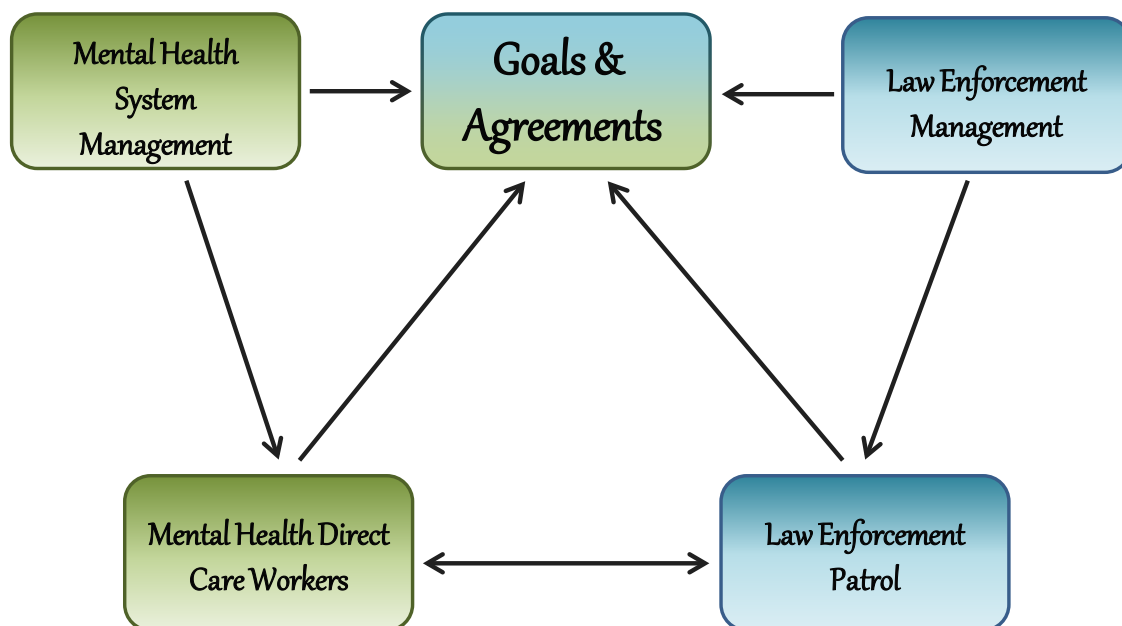 Mental Health
System
Management
Goals &
Agreements
Law Enforcement
Management
Mental Health Direct
Care Workers
Law Enforcement
Patrol